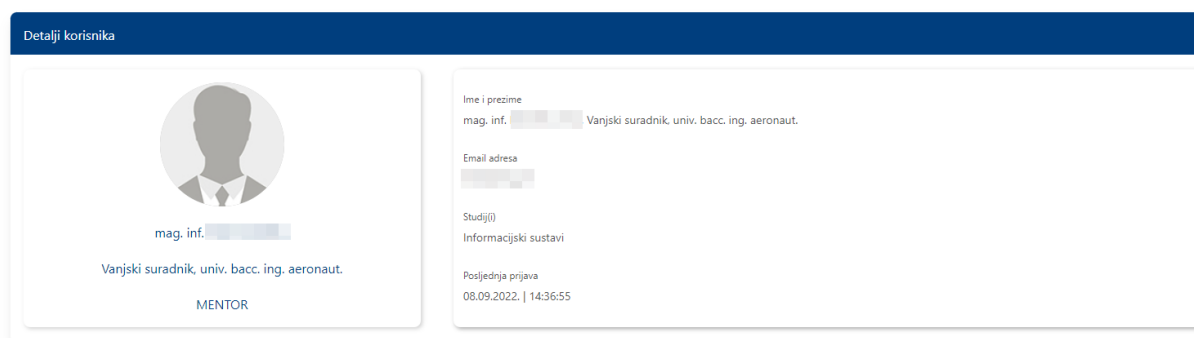 Detalji korisnika
mag. inf.
Vanjski suradnik, univ. bacc. ing. aeronaut.
MENTOR
Ime i prezime
mag. inf. Vanjski suradnik, univ. bacc. ing. aeronaut.
Email adresa
Studij(i)
Informacijski sustavi
Posljednja prijava
08.09.2022. | 14:36:55